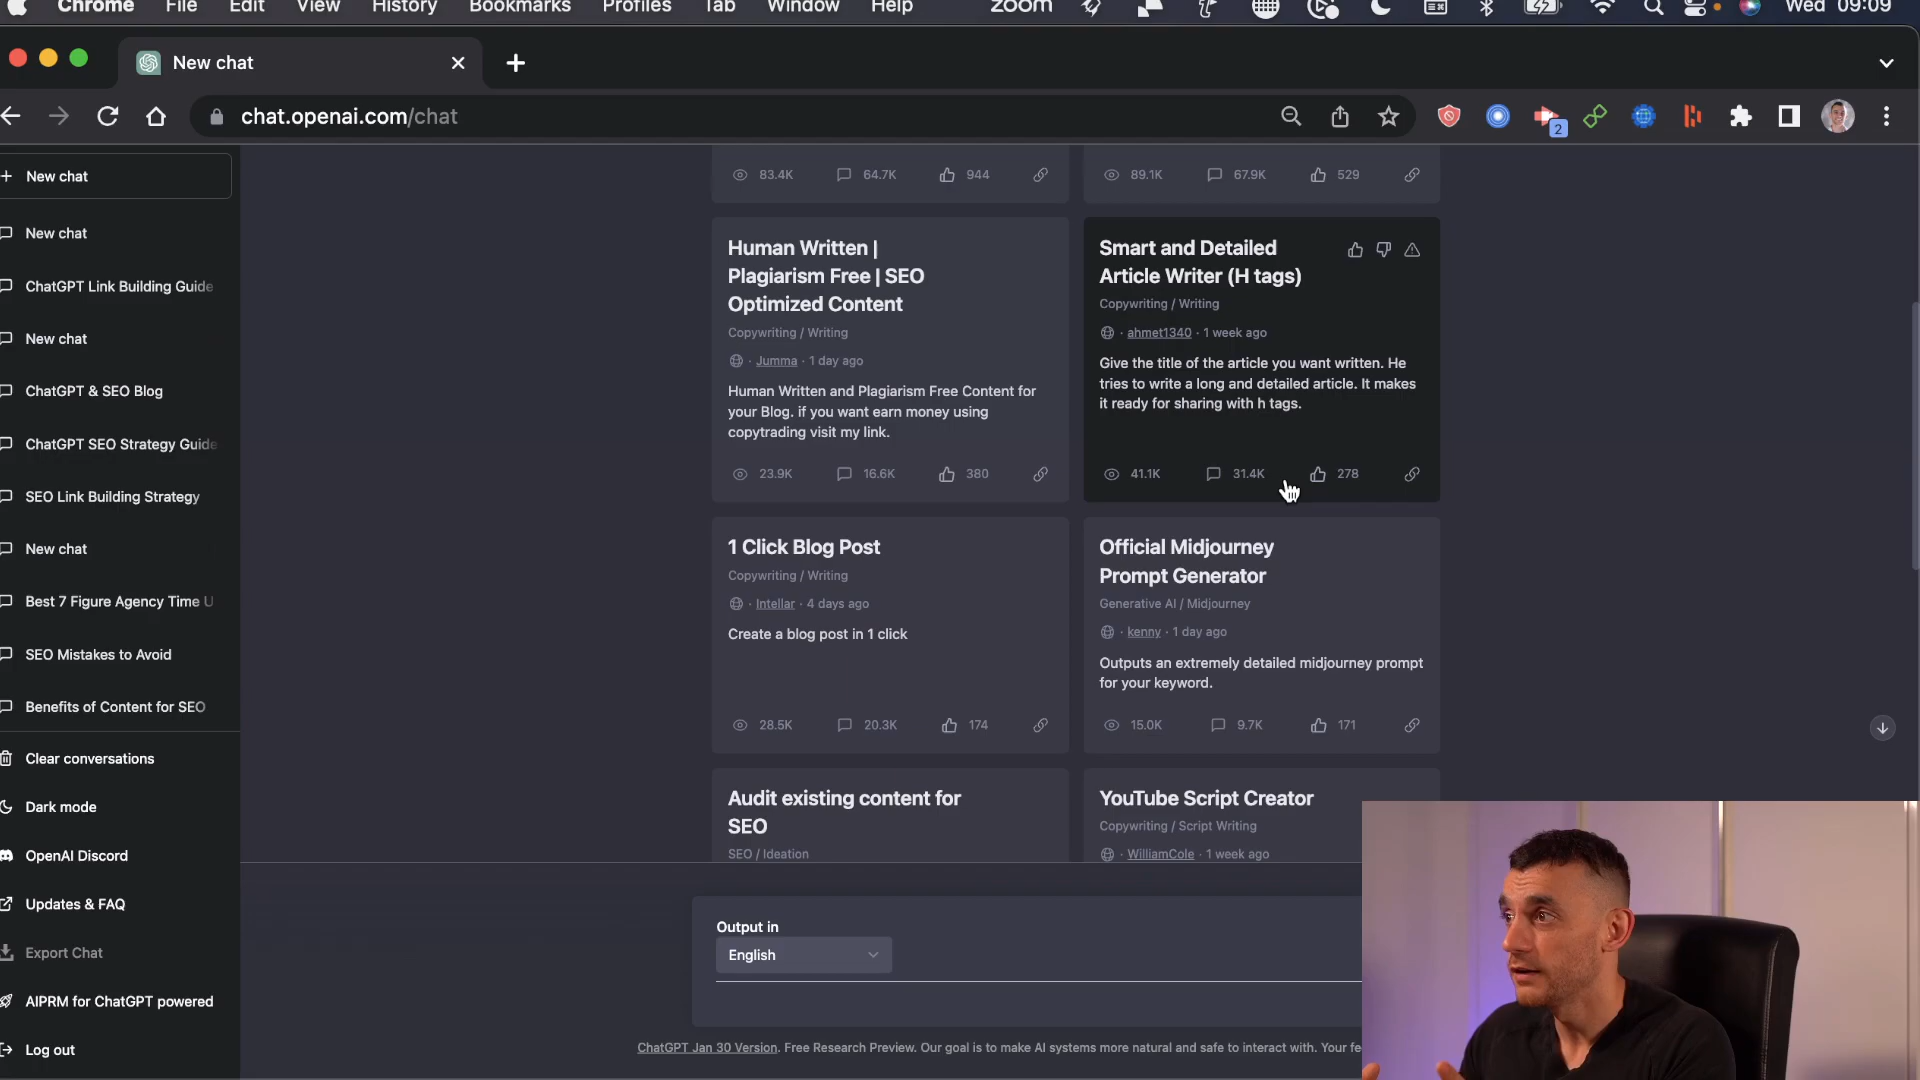 Chrome File Edit View History Bookmarks Profiles Tab Window Help zoom Wed 09:09
New chat
chat.openai.com/chat
2
New chat
New chat
ChatGPT Link Building Guide
New chat
ChatGPT & SEO Blog
ChatGPT SEO Strategy Guide
SEO Link Building Strategy
New chat
Best 7 Figure Agency Time U
SEO Mistakes to Avoid
Benefits of Content for SEO
Clear conversations
Dark mode
OpenAI Discord
Updates & FAQ
Export Chat
AIPRM for ChatGPT powered
Log out
83.4K 64.7K 944
89.1K 67.9K 529
Human Written |
Plagiarism Free | SEO
Optimized Content
Copywriting / Writing
· Jumma · 1 day ago
Human Written and Plagiarism Free Content for
your Blog. if you want earn money using
copytrading visit my link.
23.9K 16.6K 380
Smart and Detailed
Article Writer (H tags)
Copywriting / Writing
· ahmet1340 · 1 week ago
Give the title of the article you want written. He
tries to write a long and detailed article. It makes
it ready for sharing with h tags.
41.1K 31.4K 278
1 Click Blog Post
Copywriting / Writing
· Intellar · 4 days ago
Create a blog post in 1 click
28.5K 20.3K 174
Official Midjourney
Prompt Generator
Generative AI / Midjourney
· kenny · 1 day ago
Outputs an extremely detailed midjourney prompt
for your keyword.
15.0K 9.7K 171
Audit existing content for
SEO
SEO / Ideation
YouTube Script Creator
Copywriting / Script Writing
· WilliamCole · 1 week ago
Output in
English
ChatGPT Jan 30 Version. Free Research Preview. Our goal is to make AI systems more natural and safe to interact with. Your fe